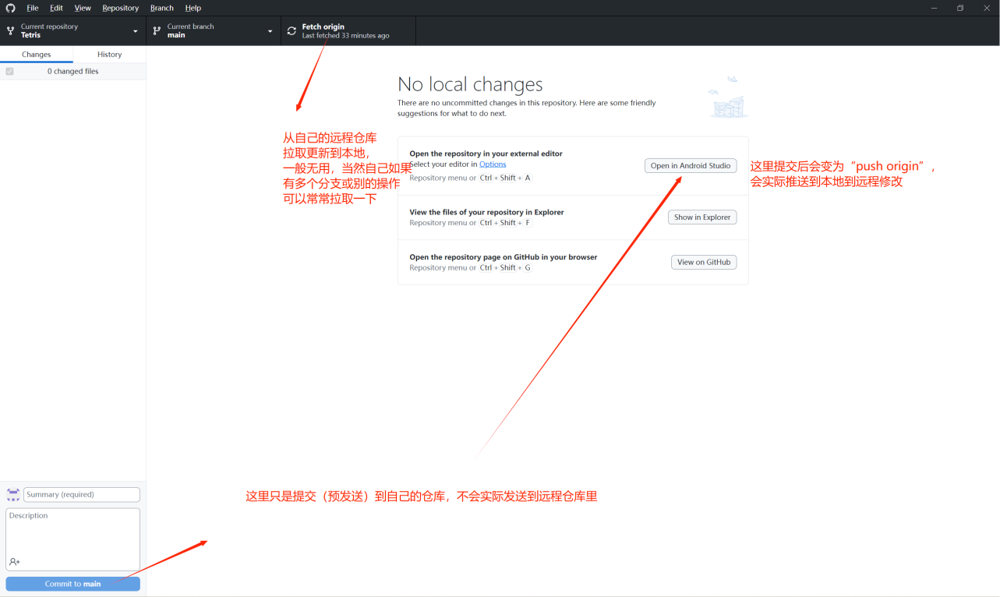 File Edit View Repository Branch Help
Current repository
Tetris
Current branch
main
Fetch origin
Last fetched 33 minutes ago
Changes
History
0 changed files
No local changes
There are no uncommitted changes in this repository. Here are some friendly
suggestions for what to do next.
从自己的远程仓库
拉取更新到本地，
一般无用，当然自己如果
有多个分支或别的操作
可以常常拉取一下
Open the repository in your external editor
Select your editor in Options
Repository menu or Ctrl + Shift + A
Open in Android Studio
这里提交后会变为“push origin”，
会实际推送到本地到远程修改
View the files of your repository in Explorer
Repository menu or Ctrl + Shift + F
Show in Explorer
Open the repository page on GitHub in your browser
Repository menu or Ctrl + Shift + G
View on GitHub
这里只是提交（预发送）到自己的仓库，不会实际发送到远程仓库里
Summary (required)
Description
Commit to main